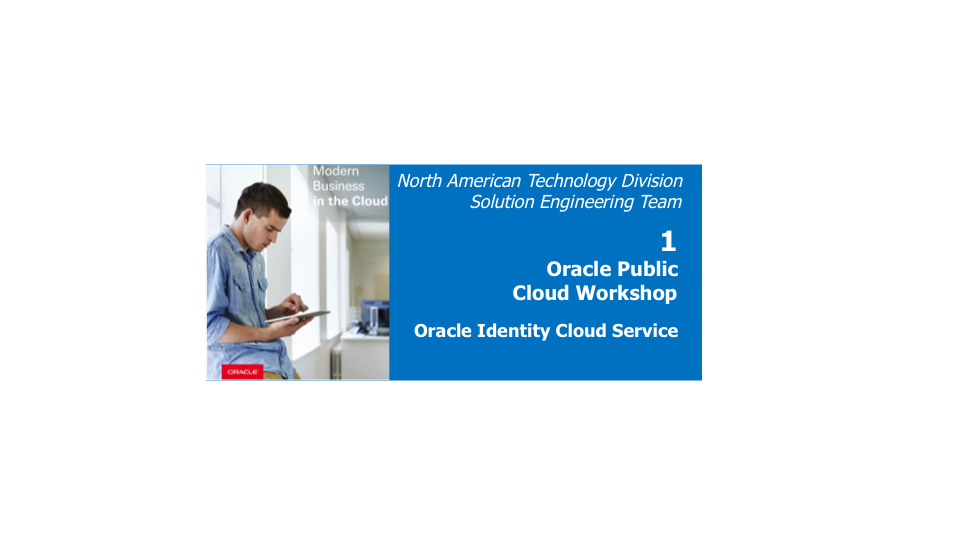 Modern
Business
in the Cloud
North American Technology Division
Solution Engineering Team
1
Oracle Public
Cloud Workshop
Oracle Identity Cloud Service
ORACLE